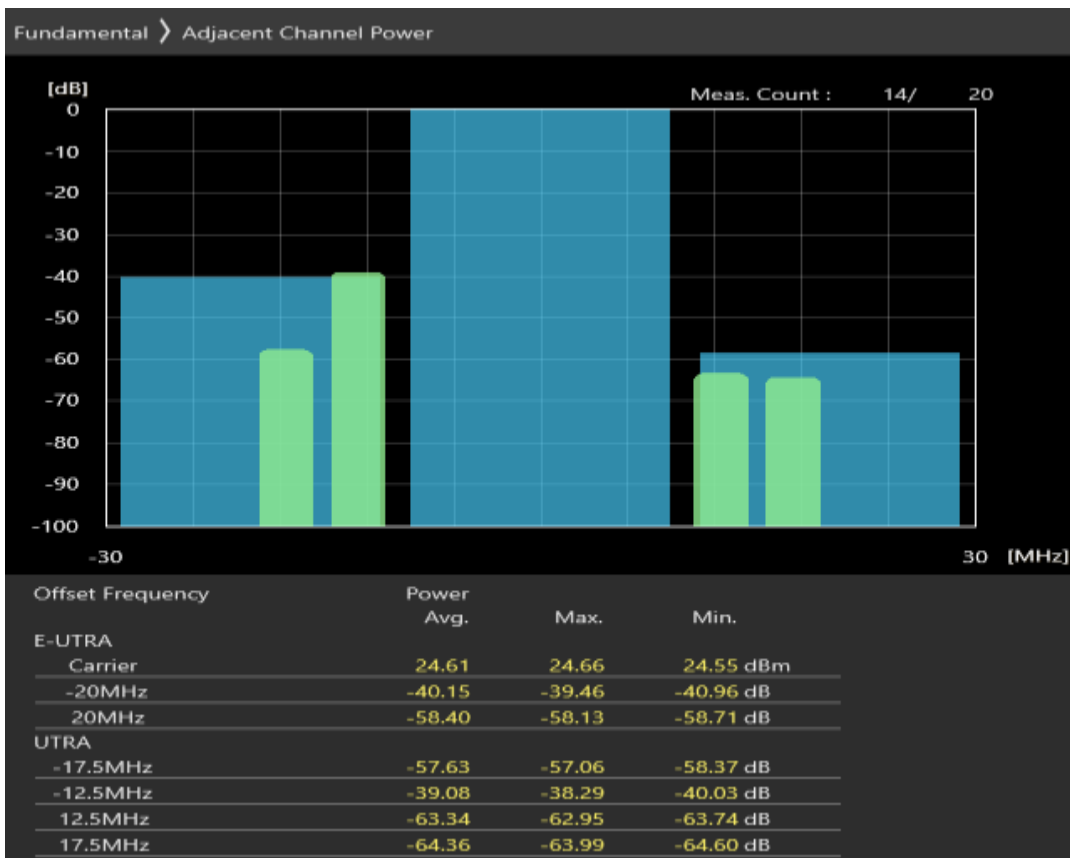 Fundamental 〉 Adjacent Channel Power
[dB]
Meas. Count : 14/ 20
0
-10
-20
-30
-40
-50
-60
-70
-80
-90
-100
-30 30 [MHz]
Offset Frequency Power
Avg. Max. Min.
E-UTRA
Carrier 24.61 24.66 24.55 dBm
-20MHz -40.15 -39.46 -40.96 dB
20MHz -58.40 -58.13 -58.71 dB
UTRA
-17.5MHz -57.63 -57.06 -58.37 dB
-12.5MHz -39.08 -38.29 -40.03 dB
12.5MHz -63.34 -62.95 -63.74 dB
17.5MHz -64.36 -63.99 -64.60 dB